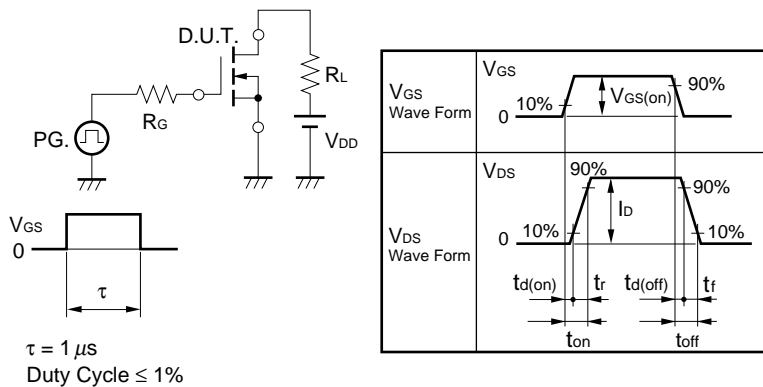 D.U.T.
RL
RG
PG.
VDD
VGS
0
τ
τ = 1 μs
Duty Cycle ≤ 1%
VGS
Wave Form
VGS
10%
0
VGS(on)
90%
VDS
Wave Form
VDS
90%
90%
ID
10%
0
10%
td(on)
tr
td(off)
tf
ton
toff